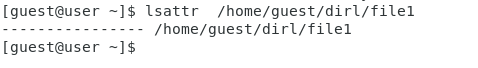 [guest@user ~]$ lsattr  /home/guest/dirl/file1
---------------- /home/guest/dirl/file1
[guest@user ~]$